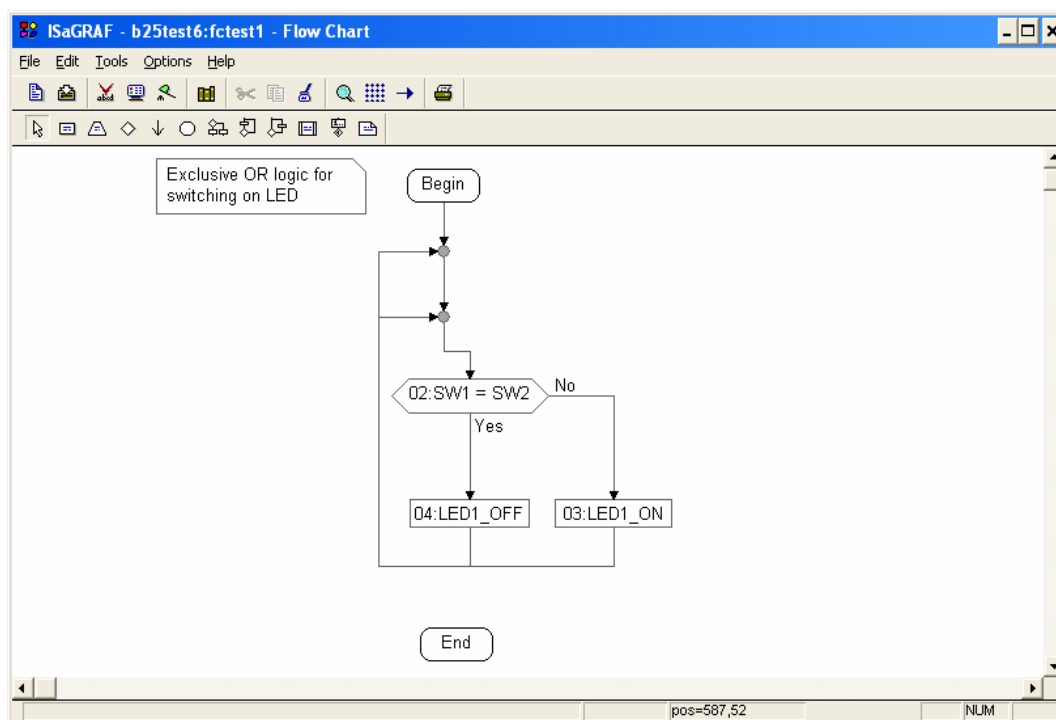 ISaGRAF - b25test6:fctest1 - Flow Chart
File Edit Tools Options Help
Exclusive OR logic for
switching on LED
Begin
02:SW1 = SW2
No
Yes
04:LED1_OFF
03:LED1_ON
End
pos=587,52
NUM